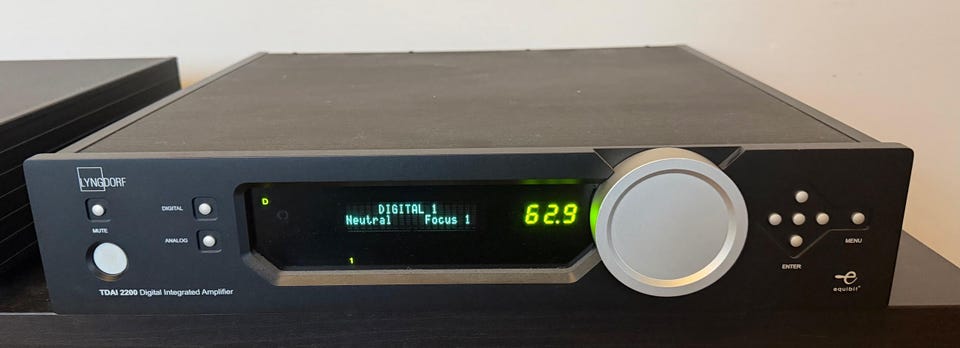 LYNGDORF
MUTE
DIGITAL
ANALOG
TDAI 2200 Digital Integrated Amplifier
D
DIGITAL 1
Neutral Focus 1
1
62.9
MENU
ENTER
e
equibit™